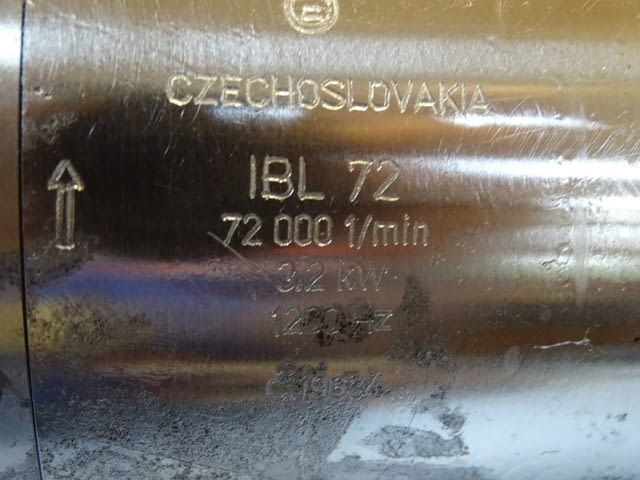 CZECHOSLOVAKIA
IBL 72
72 000 1/min
3.2 kW
1200 Hz